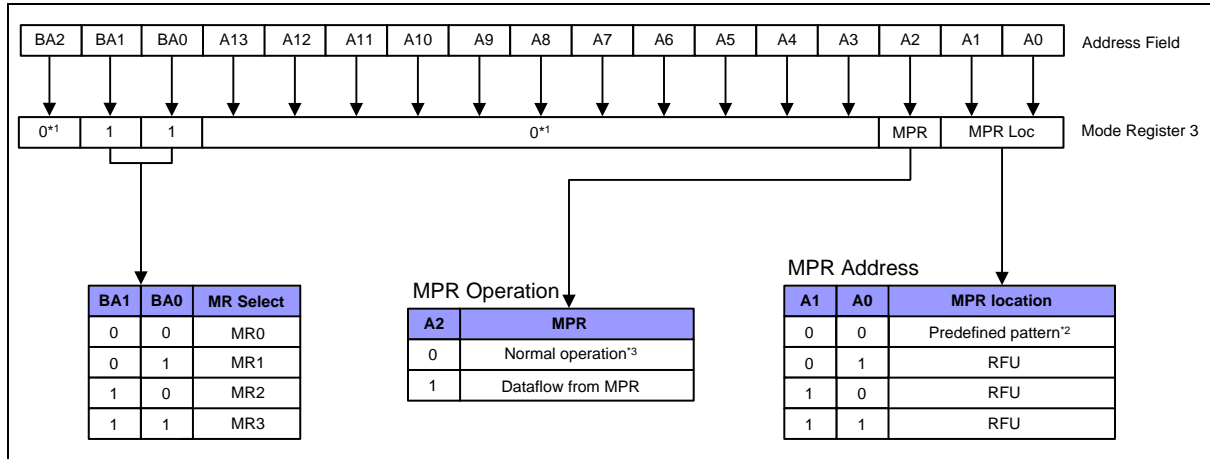 BA2 BA1 BA0 A13 A12 A11 A10 A9 A8 A7 A6 A5 A4 A3 A2 A1 A0 Address Field
0*1 1 1 0*1 MPR MPR Loc Mode Register 3
BA1 BA0 MR Select
0 0 MR0
0 1 MR1
1 0 MR2
1 1 MR3
MPR Operation
A2 MPR
0 Normal operation*3
1 Dataflow from MPR
MPR Address
A1 A0 MPR location
0 0 Predefined pattern*2
0 1 RFU
1 0 RFU
1 1 RFU